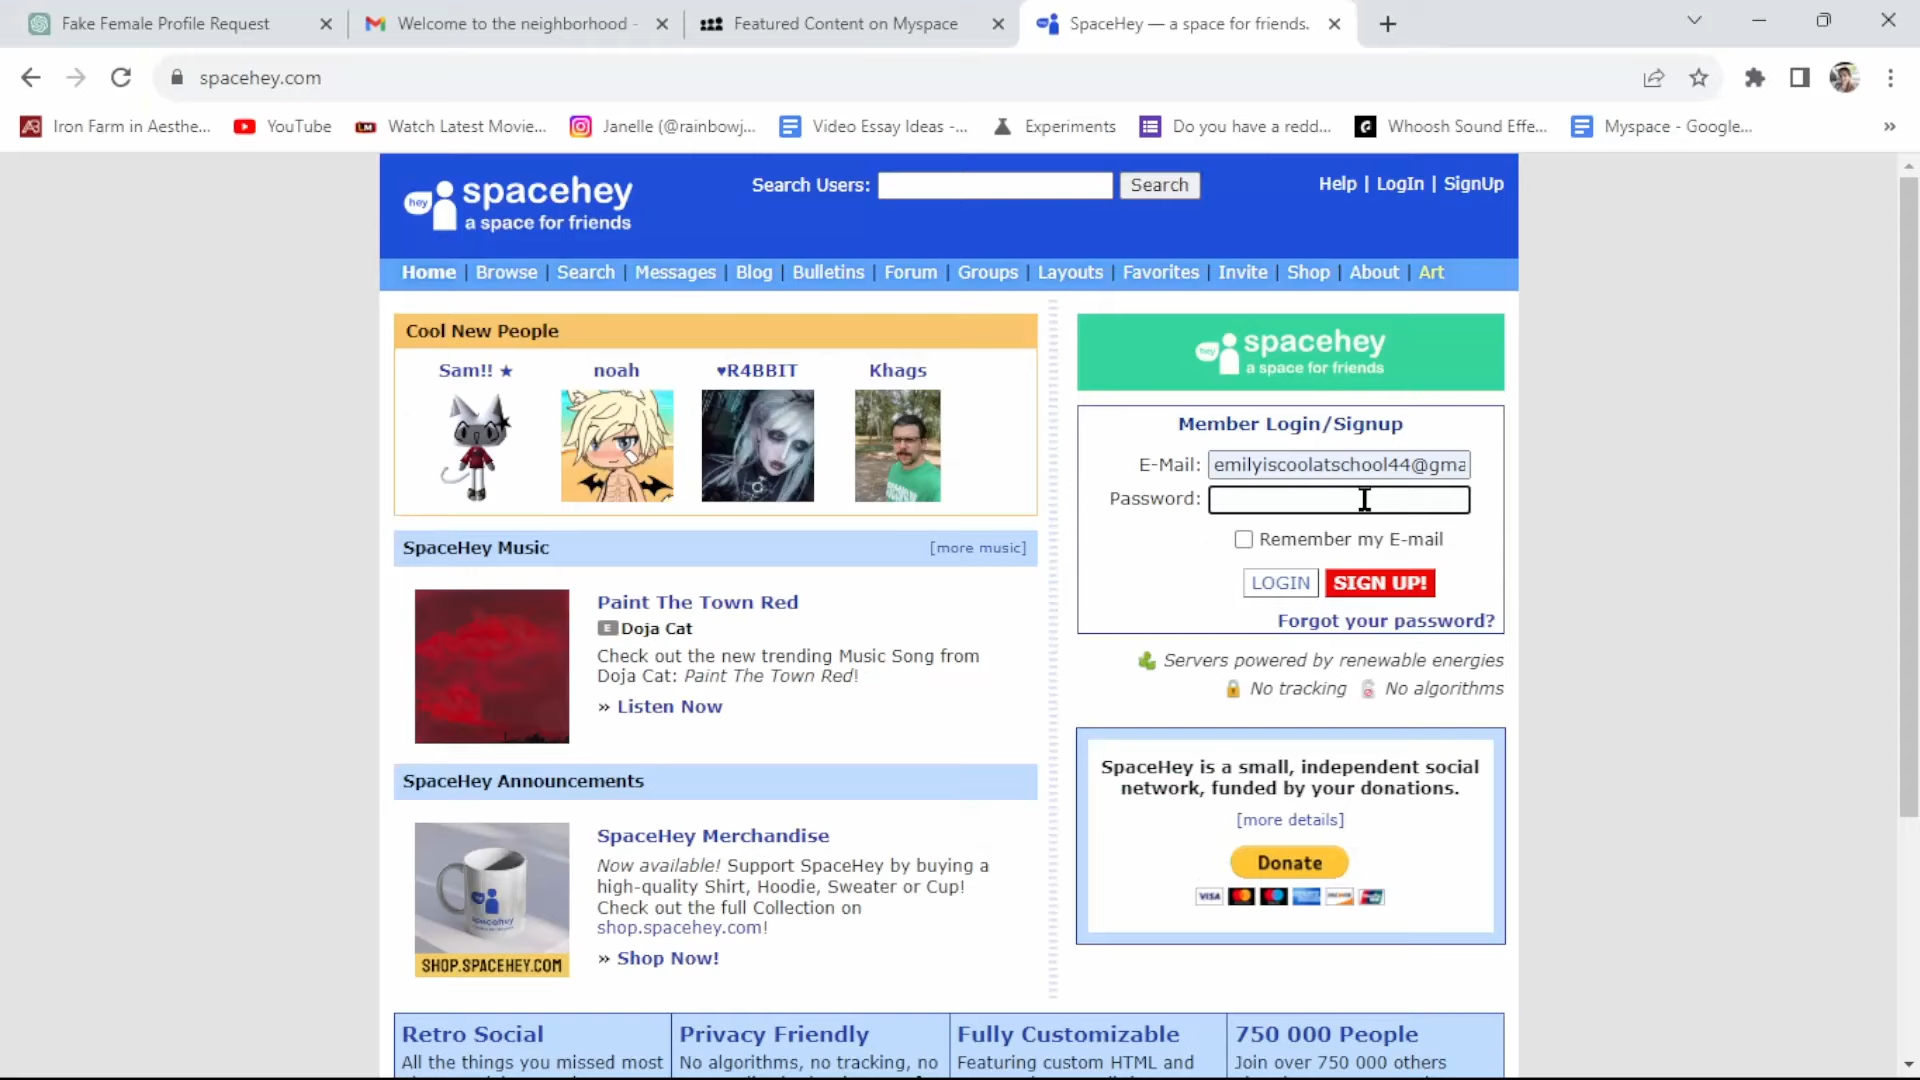 Fake Female Profile Request
Welcome to the neighborhood -
Featured Content on Myspace
SpaceHey — a space for friends.
spacehey.com
Iron Farm in Aesthe...
YouTube
Watch Latest Movie...
Janelle (@rainbowj...
Video Essay Ideas -...
Experiments
Do you have a redd...
Whoosh Sound Effe...
Myspace - Google...
»
hey
spacehey
a space for friends
Search Users:
Search
Help | LogIn | SignUp
Home | Browse | Search | Messages | Blog | Bulletins | Forum | Groups | Layouts | Favorites | Invite | Shop | About | Art
Cool New People
Sam!! ★
noah
♥R4BBIT
Khags
SpaceHey Music
[more music]
Paint The Town Red
E Doja Cat
Check out the new trending Music Song from
Doja Cat: Paint The Town Red!
» Listen Now
SpaceHey Announcements
SpaceHey Merchandise
Now available! Support SpaceHey by buying a
high-quality Shirt, Hoodie, Sweater or Cup!
Check out the full Collection on
shop.spacehey.com!
» Shop Now!
spacehey
SHOP.SPACEHEY.COM
hey
spacehey
a space for friends
Member Login/Signup
E-Mail: emilyiscoolatschool44@gma
Password:
Remember my E-mail
LOGIN
SIGN UP!
Forgot your password?
Servers powered by renewable energies
No tracking
No algorithms
SpaceHey is a small, independent social
network, funded by your donations.
[more details]
Donate
VISA
Retro Social
All the things you missed most
Privacy Friendly
No algorithms, no tracking, no
Fully Customizable
Featuring custom HTML and
750 000 People
Join over 750 000 others